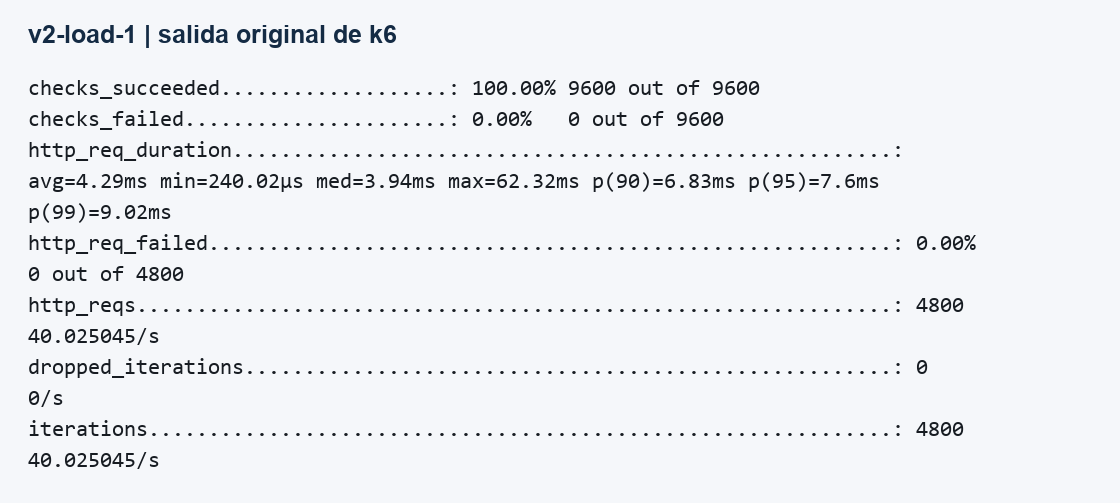 v2-load-1 | salida original de k6
checks_succeeded...................: 100.00% 9600 out of 9600
checks_failed......................: 0.00%   0 out of 9600
http_req_duration.......................................................:
avg=4.29ms min=240.02µs med=3.94ms max=62.32ms p(90)=6.83ms p(95)=7.6ms
p(99)=9.02ms
http_req_failed.........................................................: 0.00%
0 out of 4800
http_reqs...............................................................: 4800
40.025045/s
dropped_iterations......................................................: 0
0/s
iterations..............................................................: 4800
40.025045/s